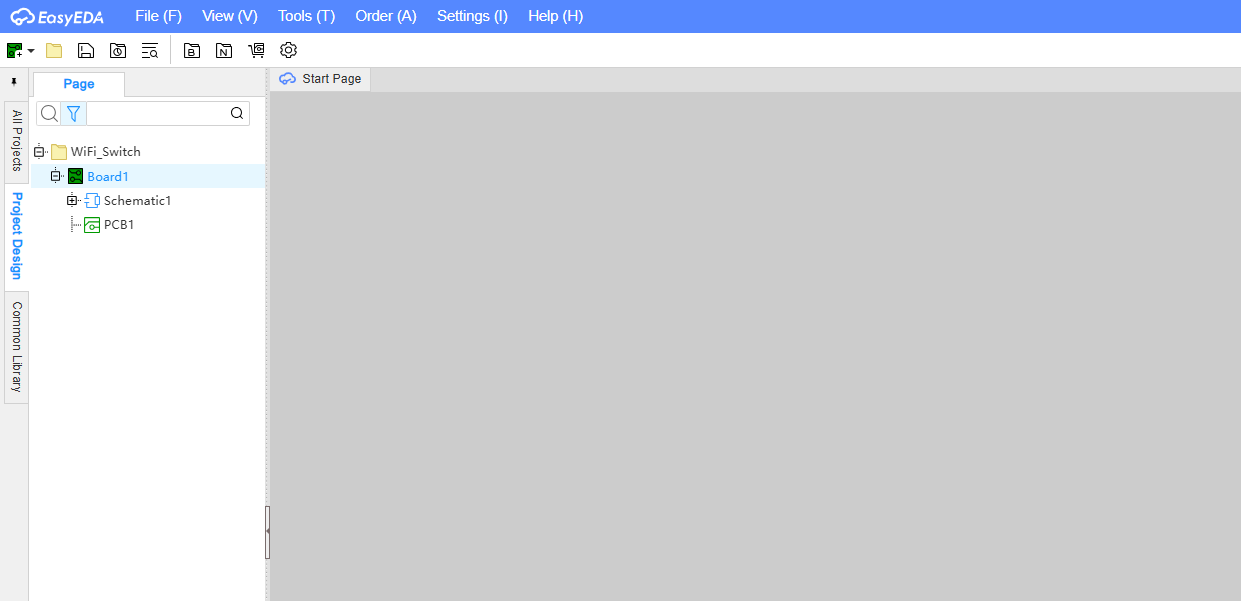 EasyEDA File (F) View (V) Tools (T) Order (A) Settings (I) Help (H)
B N
Page
Start Page
All Projects
Project Design
Common Library
WiFi_Switch
Board1
Schematic1
PCB1